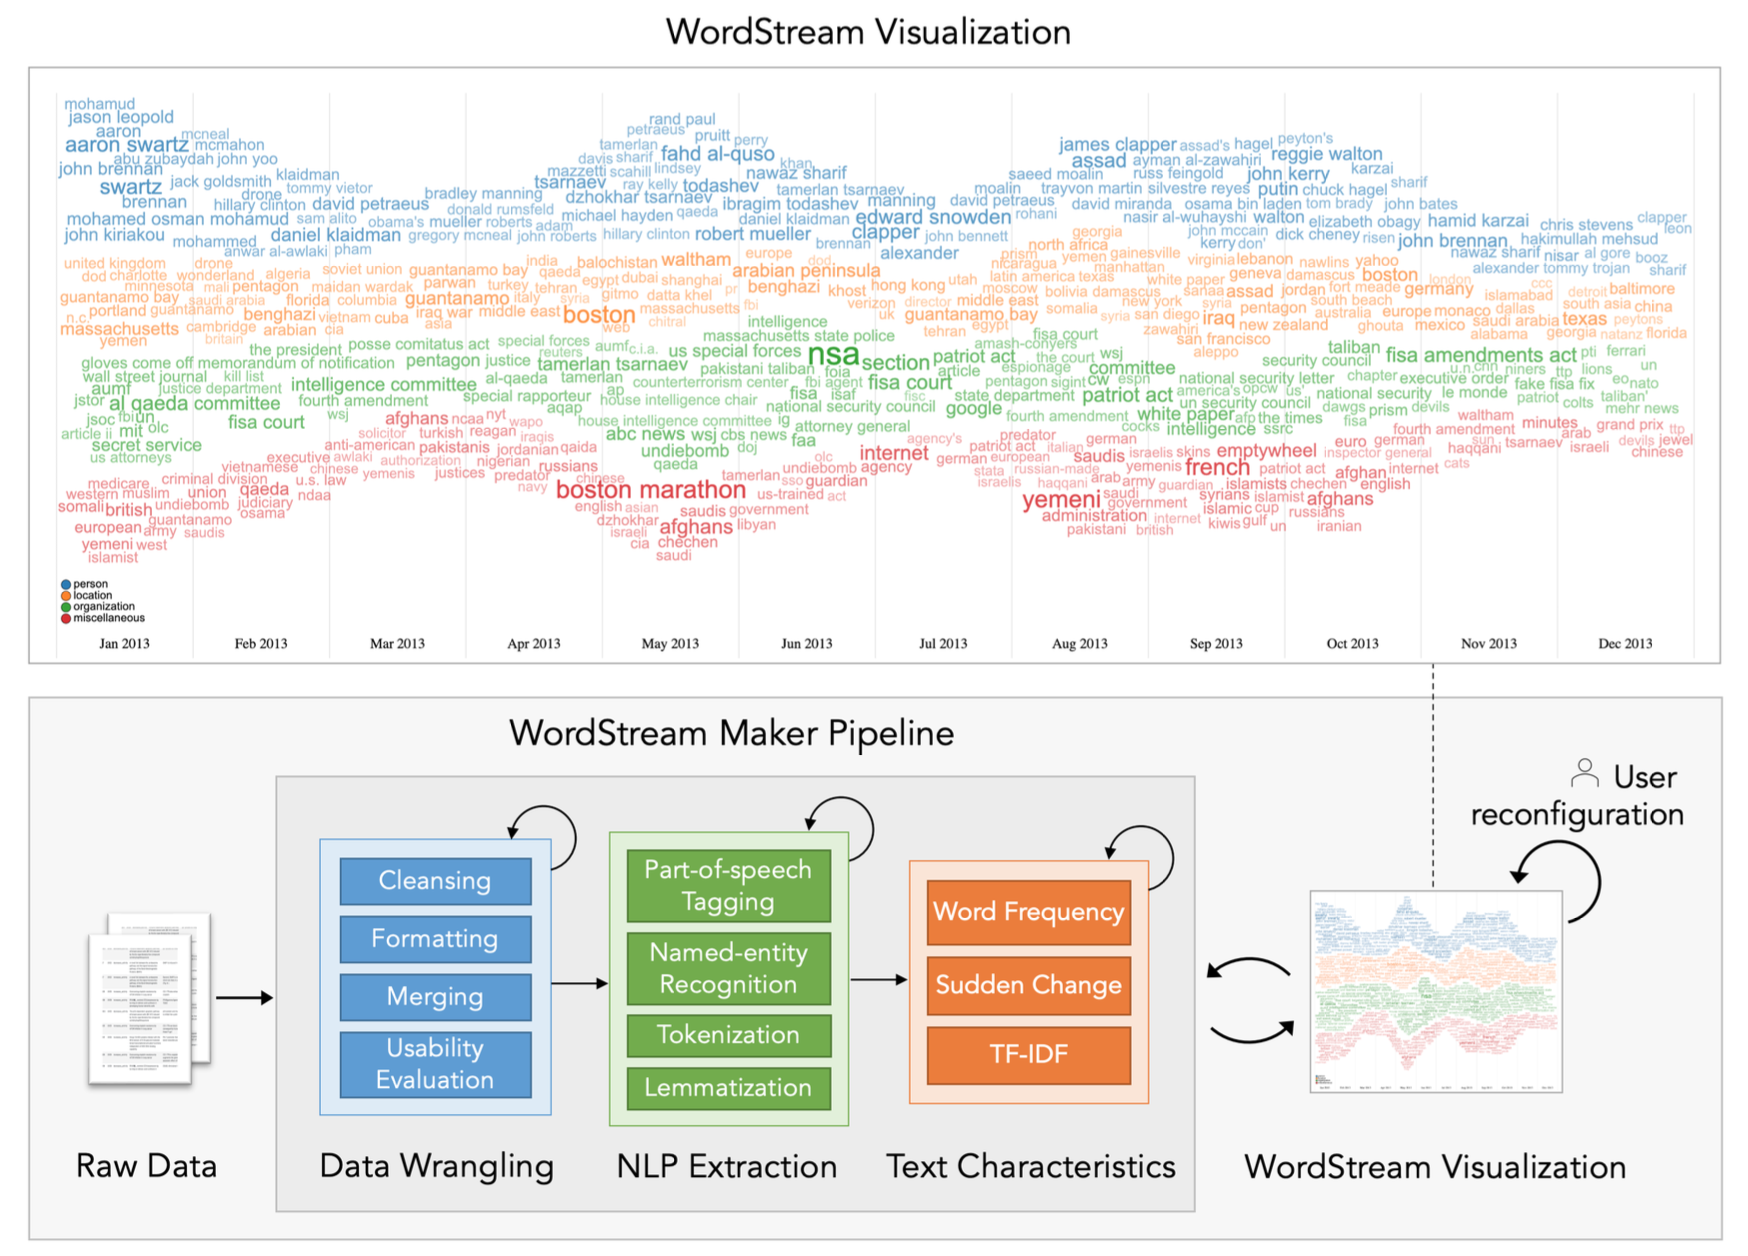 WordStream Visualization
mohamud
jason leopold
aaron
mcneal
aaron swartz mcmahon
abu zubaydah john yoo
john brennan
klaidman
swartz jack goldsmith
drone tommy vietor
brennan
hillary clinton david petraeus
mohamed osman mohamud sam alito
obama's mueller roberts adam
john kiriakou
mohammed
daniel klaidman gregory mcneal john roberts hillary clinton robert mueller
anwar al-awlaki pham
bradley manning
donald rumsfeld
rand paul
petraeus pruitt perry
tamerlan
davis sharif fahd al-quso
khan
mazzetti scahill lindsey
nawaz sharif
tsarnaev ray kelly todashev tamerlan tsarnaev
dzhokhar tsarnaev ibragim todashev manning david petraeus
michael hayden qaeda daniel klaidman edward snowden rohani
clapper john bennett
brennan
alexander
james clapper assad's hagel peyton's
assad ayman al-zawahiri reggie walton
saeed moalin russ feingold john kerry karzai
moalin trayvon martin silvestre reyes putin chuck hagel sharif
david miranda osama bin laden tom brady john bates
nasir al-wuhayshi walton elizabeth obagy hamid karzai chris stevens clapper
leon
john mccain
kerry don' dick cheney risen john brennan hakimullah mehsud
nawaz sharif nisar al gore booz
alexander tommy trojan sharif
united kingdom drone
dod charlotte wonderland algeria soviet union guantanamo bay india balochistan waltham europe dod
minnesota mali pentagon maidan wardak parwan turkey tehran qaeda egypt dubai shanghai arabian peninsula
guantanamo bay saudi arabia florida columbia guantanamo italy syria gitmo datta khel pr benghazi khost hong kong utah
n.c. portland guantanamo benghazi vietnam cuba iraq war middle east boston massachusetts fbi verizon director middle east
massachusetts cambridge arabian cia asia web chitral uk guantanamo bay
yemen britain tehran egypt
georgia
north africa
prism yemen gainesville
nicaragua manhattan virginia lebanon nawlins yahoo
latin america texas white paper geneva damascus boston london ccc
moscow bolivia damascus sanaa assad jordan fort meade germany islamabad detroit baltimore
somalia new york syria pentagon south beach south asia china
syria san diego iraq australia europe monaco dallas
zawahiri new zealand ghouta mexico saudi arabia texas peytons
san francisco alabama georgia natanz florida
aleppo
the president posse comitatus act special forces aumf c.i.a. us special forces intelligence
massachusetts state police
gloves come off memorandum of notification pentagon justice reuters tamerlan tsarnaev pakistani taliban nsa section patriot act
foia article
wall street journal kill list
aumf justice department intelligence committee al-qaeda tamerlan counterterrorism center fbi agent fisa court
jstor al qaeda committee fourth amendment special rapporteur ap house intelligence chair fisa isaf fisc state department
jsoc fbi un fisa court wsj aqap national security council google
article ii mit olc house intelligence committee ig attorney general
secret service abc news wsj cbs news faa
us attorneys undiebomb doj
qaeda
fisa court
amash-conyers
the court wsj
espionage committee
pentagon sigint cw espn national security letter
patriot act america's opcw us'
fourth amendment white paper un security council
cocks intelligence afp the times
ssrc
taliban
security council fisa amendments act pti ferrari
u.n. cnn niners ttp lions un
chapter executive order fake fisa fix eo nato
national security le monde patriot colts taliban'
dawgs prism devils mehr news
fisa
afghans ncaa nyt wapo
solicitor turkish reagan iraqis
anti-american pakistanis jordanian qaida
executive awlaki authorization nigerian russians
vietnamese chinese yemenis justices predator
criminal division u.s. law navy
medicare
western muslim union qaeda ndaa
somali british undiebomb judiciary
guantanamo osama
european army saudis
yemeni west
islamist
chinese tamerlan
boston marathon us-trained act
english asian saudis government
dzhokhar afghans libyan
israeli
cia chechen
saudi
olc
undiebomb agency
sso guardian
internet
agency's predator
patriot act italian german
german european saudis israelis skins emptywheel
stata russian-made yemenis french patriot act
israelis haqqani arab army guardian islamists chechen english
yemeni saudi syrians islamist afghans
government islamic cup russians
administration internet kiwis gulf un iranian
pakistani british
waltham
fourth amendment minutes grand prix ttp
euro german sun tsarnaev arab devils jewel
inspector general haqqani israeli chinese
afghan internet cats
person
location
organization
miscellaneous
Jan 2013 Feb 2013 Mar 2013 Apr 2013 May 2013 Jun 2013 Jul 2013 Aug 2013 Sep 2013 Oct 2013 Nov 2013 Dec 2013
WordStream Maker Pipeline
User
reconfiguration
Cleansing
Formatting
Merging
Usability
Evaluation
Part-of-speech
Tagging
Named-entity
Recognition
Tokenization
Lemmatization
Word Frequency
Sudden Change
TF-IDF
Raw Data
Data Wrangling
NLP Extraction
Text Characteristics
WordStream Visualization